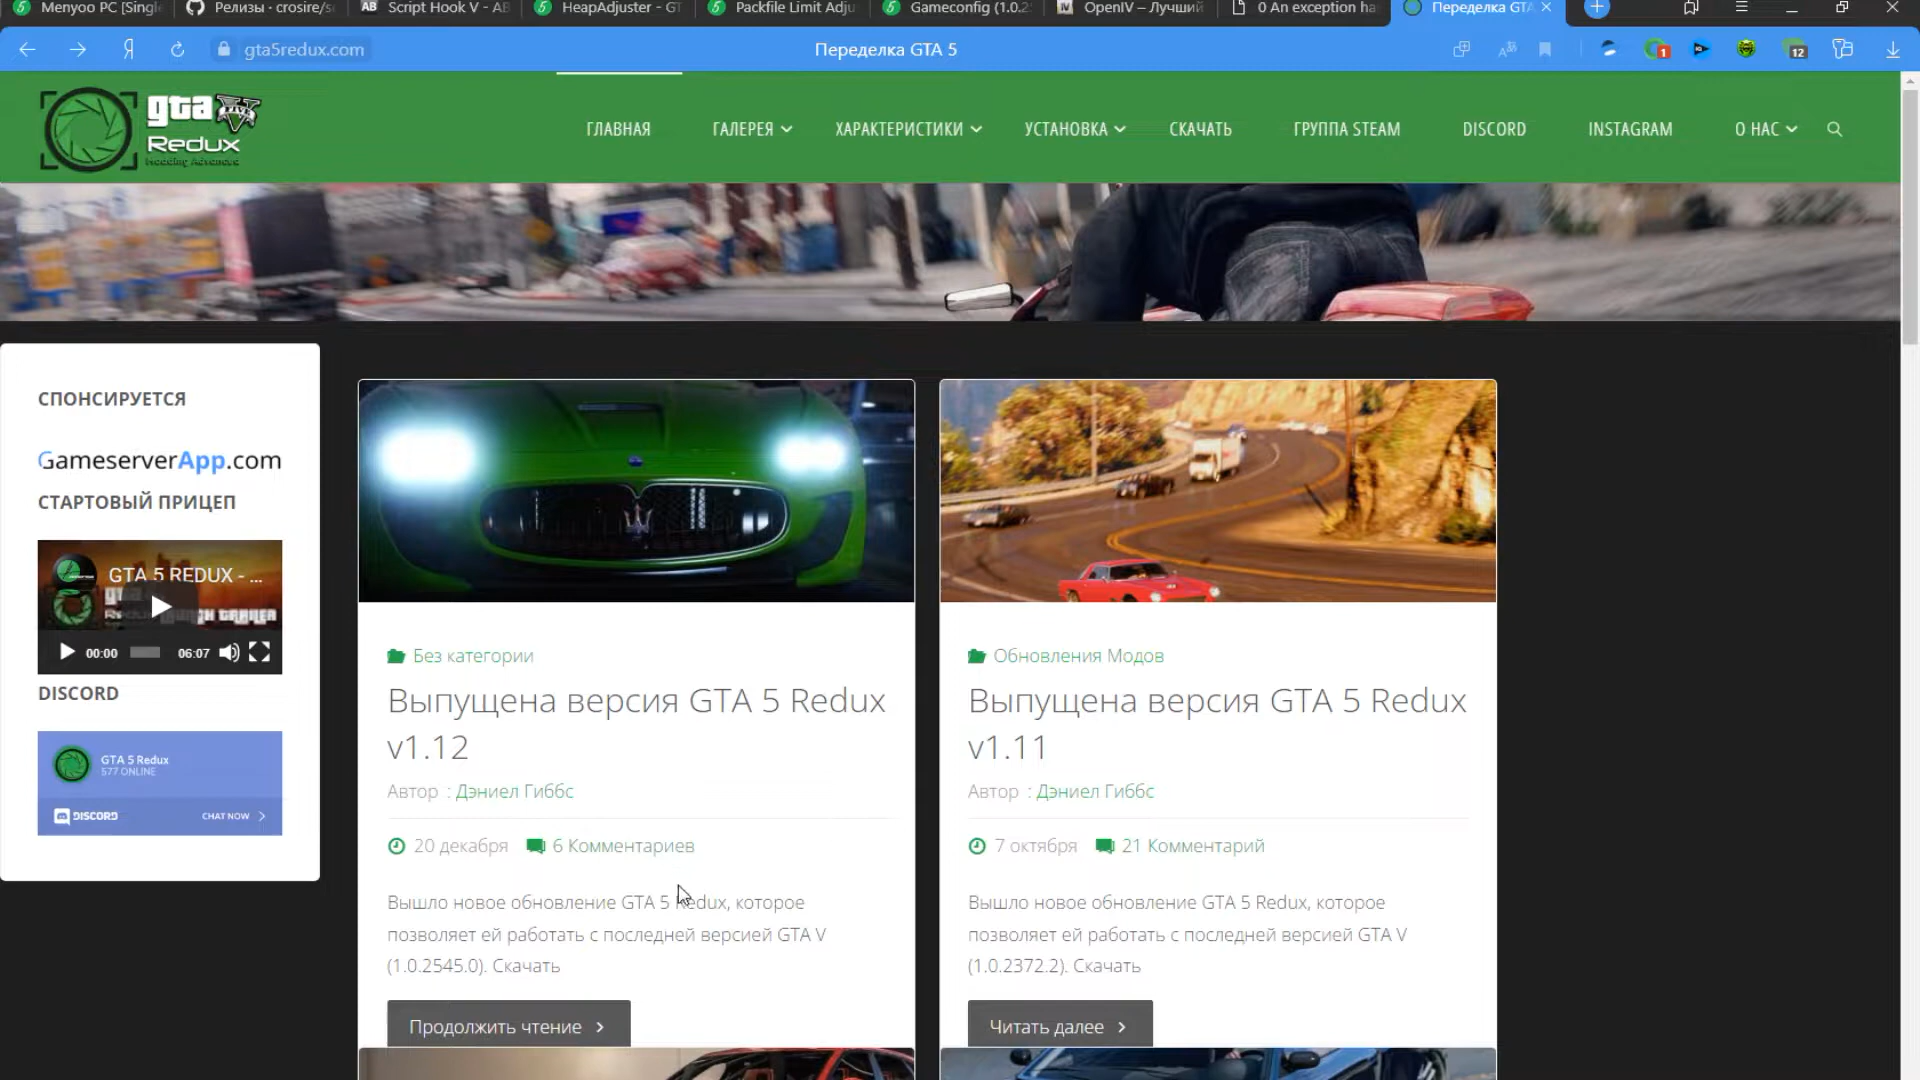 Menyoo PC [Singl
Релизы · crosire/s
Script Hook V - AB
HeapAdjuster - GT
Packfile Limit Adju
Gameconfig (1.0.2
OpenIV – Лучший
0 An exception ha
Переделка GTA
gta5redux.com
Переделка GTA 5
1
12
gta
FIVE
Redux
ГЛАВНАЯ
ГАЛЕРЕЯ
ХАРАКТЕРИСТИКИ
УСТАНОВКА
СКАЧАТЬ
ГРУППА STEAM
DISCORD
INSTAGRAM
О НАС
СПОНСИРУЕТСЯ
GameserverApp.com
СТАРТОВЫЙ ПРИЦЕП
GTA 5 REDUX - ...
00:00
06:07
DISCORD
GTA 5 Redux
577 ONLINE
DISCORD
CHAT NOW
Без категории
Выпущена версия GTA 5 Redux
v1.12
Автор : Дэниел Гиббс
20 декабря 6 Комментариев
Вышло новое обновление GTA 5 Redux, которое
позволяет ей работать с последней версией GTA V
(1.0.2545.0). Скачать
Продолжить чтение
Обновления Модов
Выпущена версия GTA 5 Redux
v1.11
Автор : Дэниел Гиббс
7 октября 21 Комментарий
Вышло новое обновление GTA 5 Redux, которое
позволяет ей работать с последней версией GTA V
(1.0.2372.2). Скачать
Читать далее